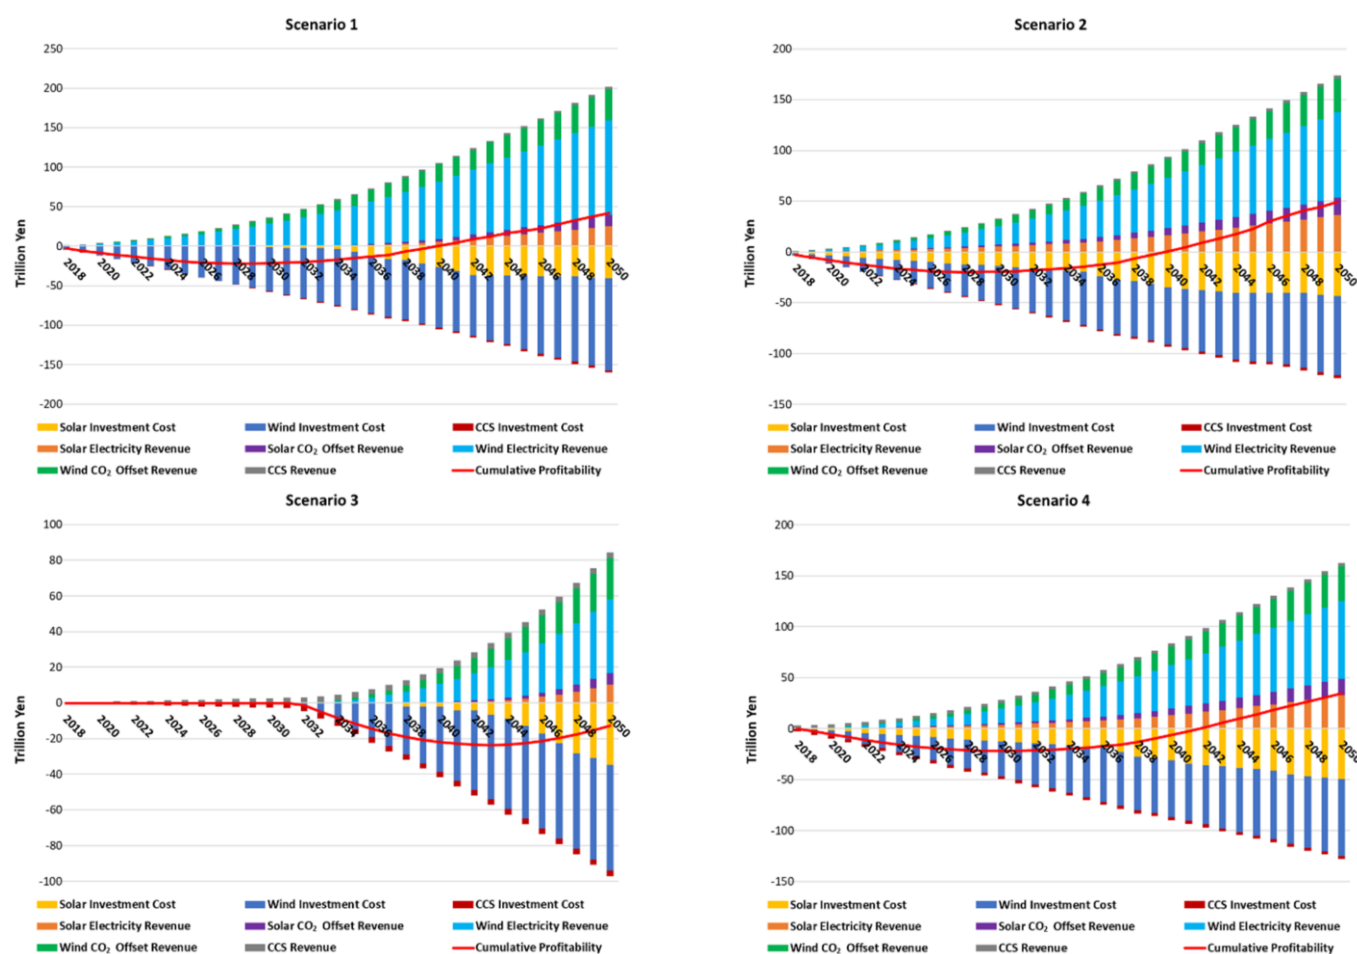 Scenario 1
Trillion Yen
250
200
150
100
50
0
-50
-100
-150
-200
2018 2020 2022 2024 2026 2028 2030 2032 2034 2036 2038 2040 2042 2044 2046 2048 2050
Solar Investment Cost Wind Investment Cost CCS Investment Cost
Solar Electricity Revenue Solar CO₂ Offset Revenue Wind Electricity Revenue
Wind CO₂ Offset Revenue CCS Revenue Cumulative Profitability
Scenario 2
Trillion Yen
200
150
100
50
0
-50
-100
-150
2018 2020 2022 2024 2026 2028 2030 2032 2034 2036 2038 2040 2042 2044 2046 2048 2050
Solar Investment Cost Wind Investment Cost CCS Investment Cost
Solar Electricity Revenue Solar CO₂ Offset Revenue Wind Electricity Revenue
Wind CO₂ Offset Revenue CCS Revenue Cumulative Profitability
Scenario 3
Trillion Yen
100
80
60
40
20
0
-20
-40
-60
-80
-100
2018 2020 2022 2024 2026 2028 2030 2032 2034 2036 2038 2040 2042 2044 2046 2048 2050
Solar Investment Cost Wind Investment Cost CCS Investment Cost
Solar Electricity Revenue Solar CO₂ Offset Revenue Wind Electricity Revenue
Wind CO₂ Offset Revenue CCS Revenue Cumulative Profitability
Scenario 4
Trillion Yen
200
150
100
50
0
-50
-100
-150
2018 2020 2022 2024 2026 2028 2030 2032 2034 2036 2038 2040 2042 2044 2046 2048 2050
Solar Investment Cost Wind Investment Cost CCS Investment Cost
Solar Electricity Revenue Solar CO₂ Offset Revenue Wind Electricity Revenue
Wind CO₂ Offset Revenue CCS Revenue Cumulative Profitability